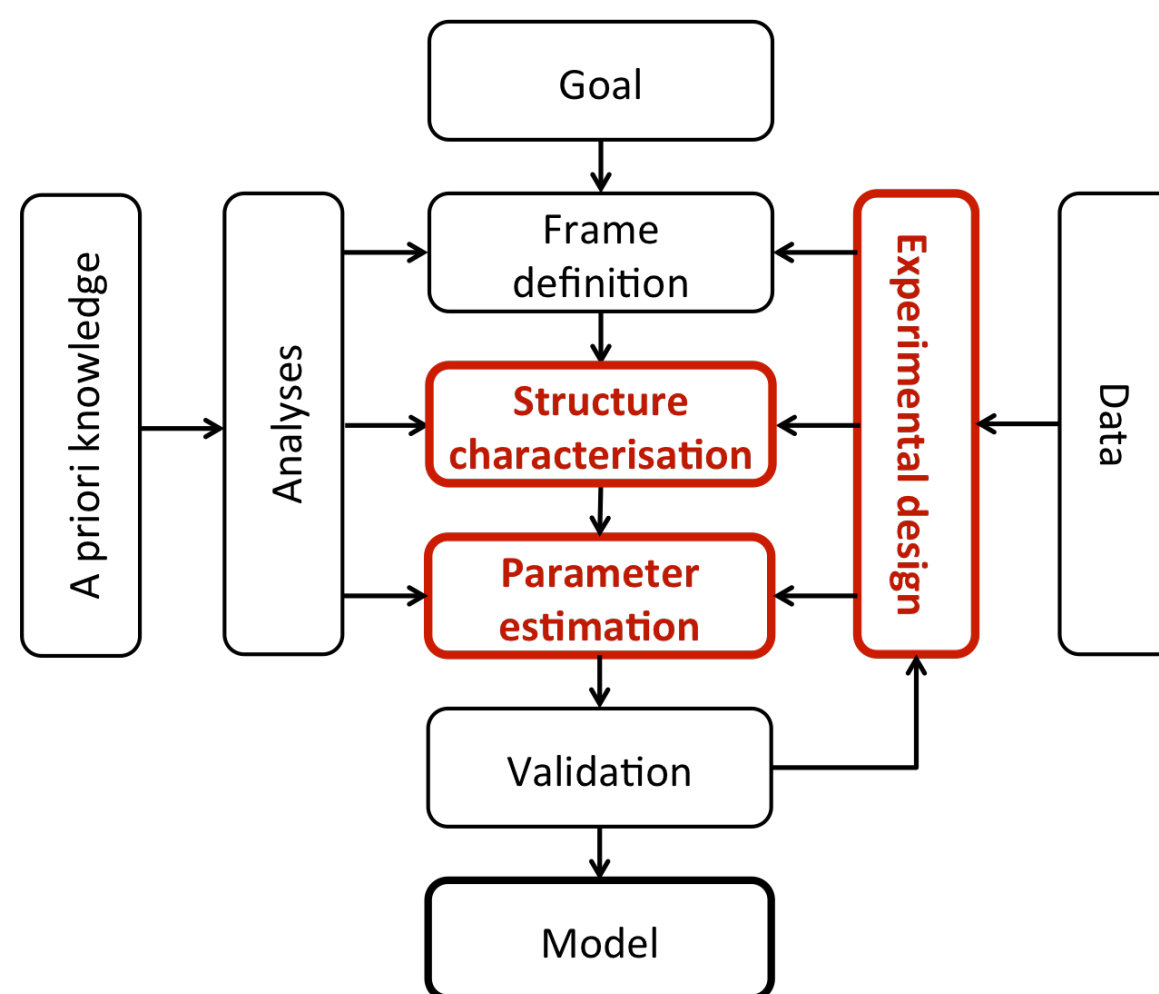 Goal
Frame
definition
Structure
characterisation
Parameter
estimation
Validation
Model
A priori knowledge
Analyses
Experimental design
Data